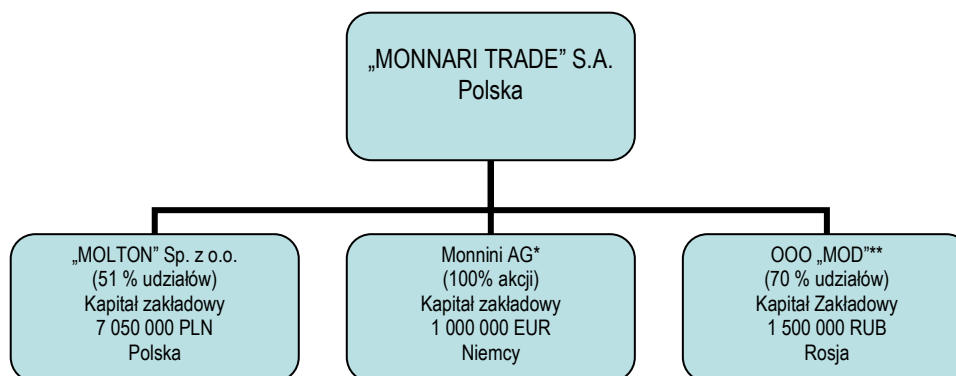 „MONNARI TRADE” S.A.
Polska
„MOLTON” Sp. z o.o.
(51 % udziałów)
Kapitał zakładowy
7 050 000 PLN
Polska
Monnini AG*
(100% akcji)
Kapitał zakładowy
1 000 000 EUR
Niemcy
OOO „MOD”**
(70 % udziałów)
Kapitał Zakładowy
1 500 000 RUB
Rosja